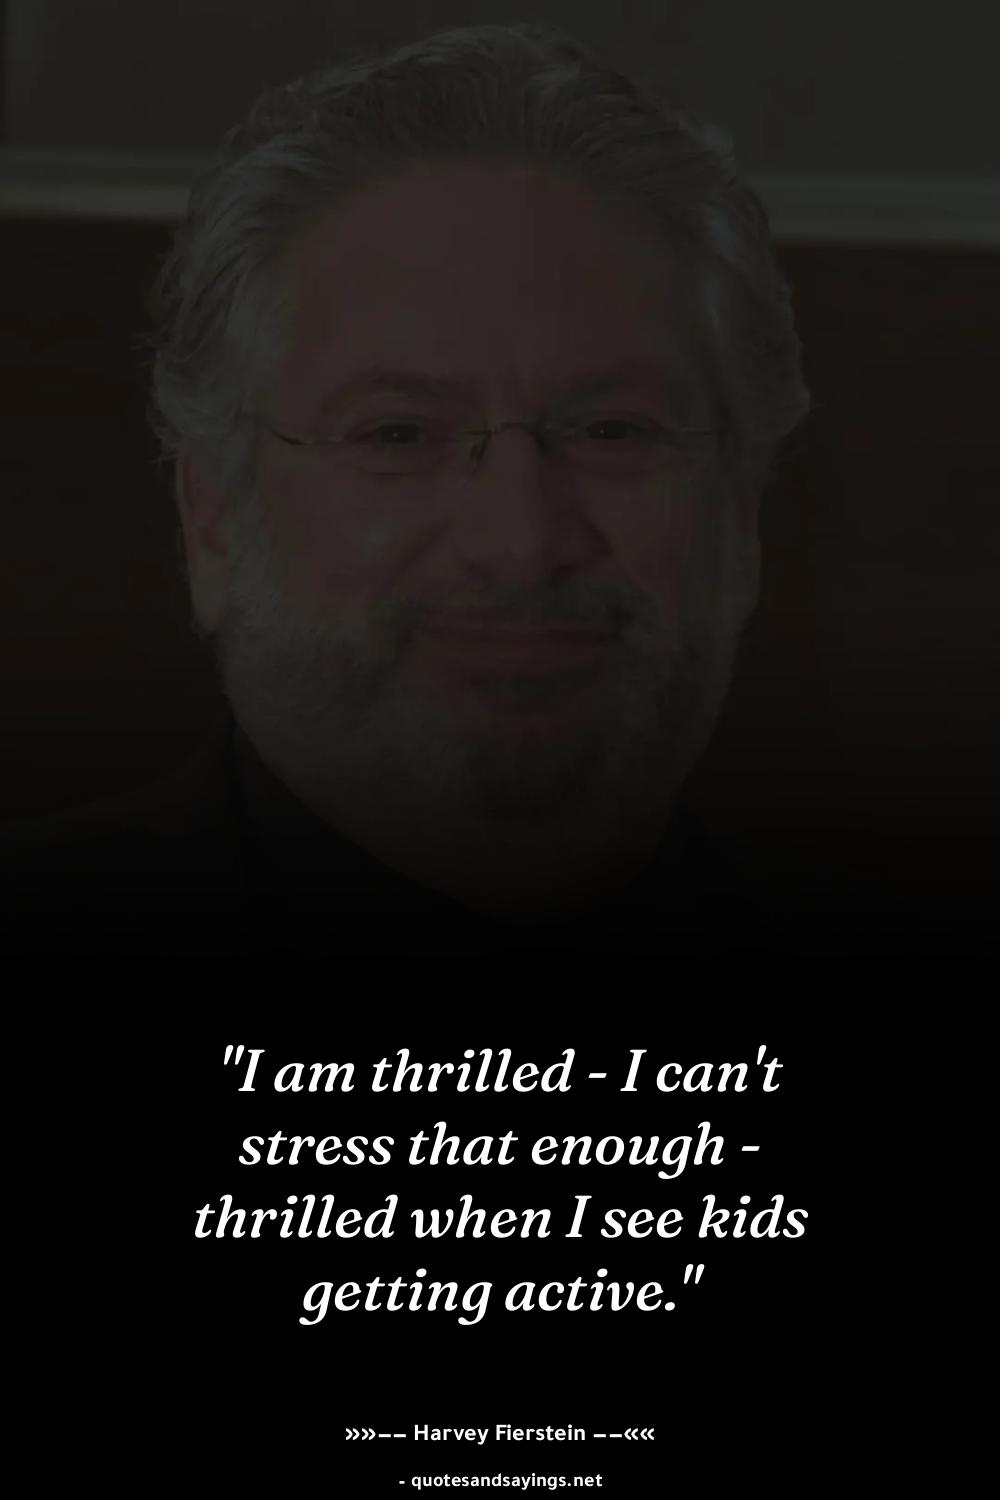 "I am thrilled - I can't
stress that enough -
thrilled when I see kids
getting active."
»»–– Harvey Fierstein ––««
- quotesandsayings.net